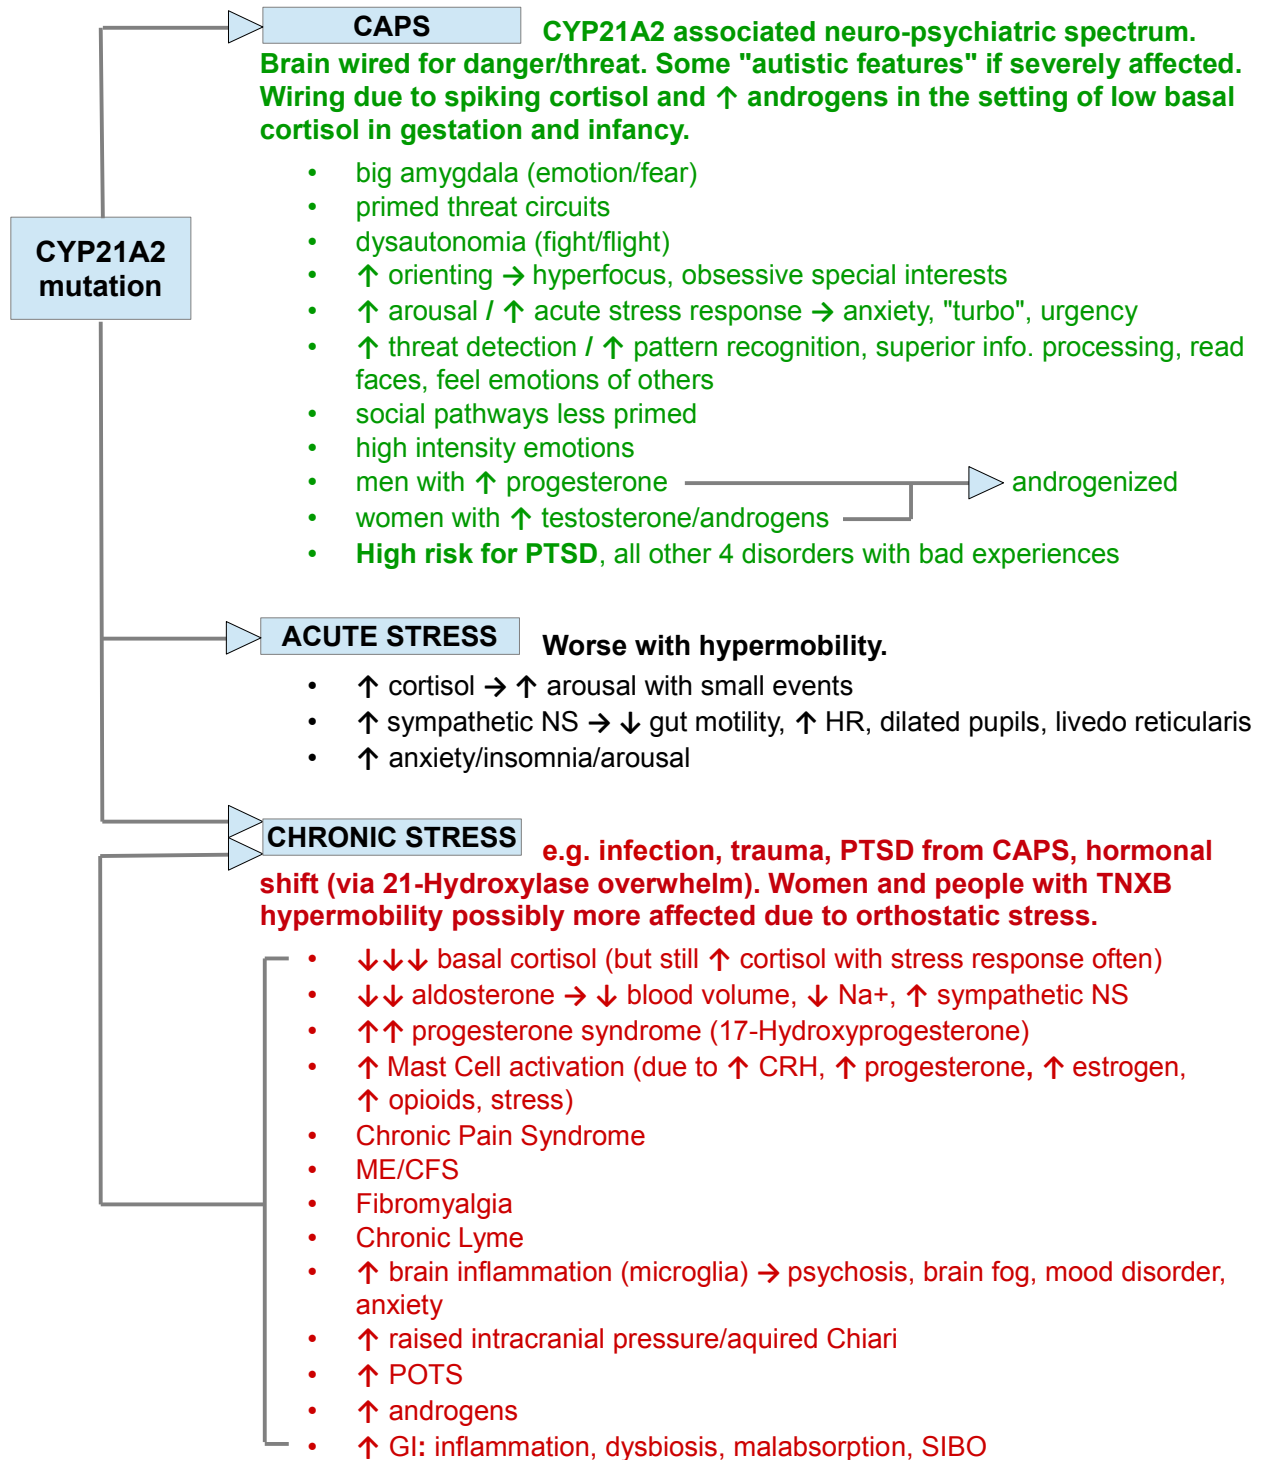 CAPS CYP21A2 associated neuro-psychiatric spectrum.
Brain wired for danger/threat. Some "autistic features" if severely affected.
Wiring due to spiking cortisol and ↑ androgens in the setting of low basal
cortisol in gestation and infancy.
• big amygdala (emotion/fear)
• primed threat circuits
• dysautonomia (fight/flight)
CYP21A2
mutation
• ↑ orienting → hyperfocus, obsessive special interests
• ↑ arousal / ↑ acute stress response → anxiety, "turbo", urgency
• ↑ threat detection / ↑ pattern recognition, superior info. processing, read
faces, feel emotions of others
• social pathways less primed
• high intensity emotions
• men with ↑ progesterone androgenized
• women with ↑ testosterone/androgens
• High risk for PTSD, all other 4 disorders with bad experiences
ACUTE STRESS Worse with hypermobility.
• ↑ cortisol → ↑ arousal with small events
• ↑ sympathetic NS → ↓ gut motility, ↑ HR, dilated pupils, livedo reticularis
• ↑ anxiety/insomnia/arousal
CHRONIC STRESS e.g. infection, trauma, PTSD from CAPS, hormonal
shift (via 21-Hydroxylase overwhelm). Women and people with TNXB
hypermobility possibly more affected due to orthostatic stress.
• ↓↓↓ basal cortisol (but still ↑ cortisol with stress response often)
• ↓↓ aldosterone → ↓ blood volume, ↓ Na+, ↑ sympathetic NS
• ↑↑ progesterone syndrome (17-Hydroxyprogesterone)
• ↑ Mast Cell activation (due to ↑ CRH, ↑ progesterone, ↑ estrogen,
↑ opioids, stress)
• Chronic Pain Syndrome
• ME/CFS
• Fibromyalgia
• Chronic Lyme
• ↑ brain inflammation (microglia) → psychosis, brain fog, mood disorder,
anxiety
• ↑ raised intracranial pressure/aquired Chiari
• ↑ POTS
• ↑ androgens
• ↑ GI: inflammation, dysbiosis, malabsorption, SIBO